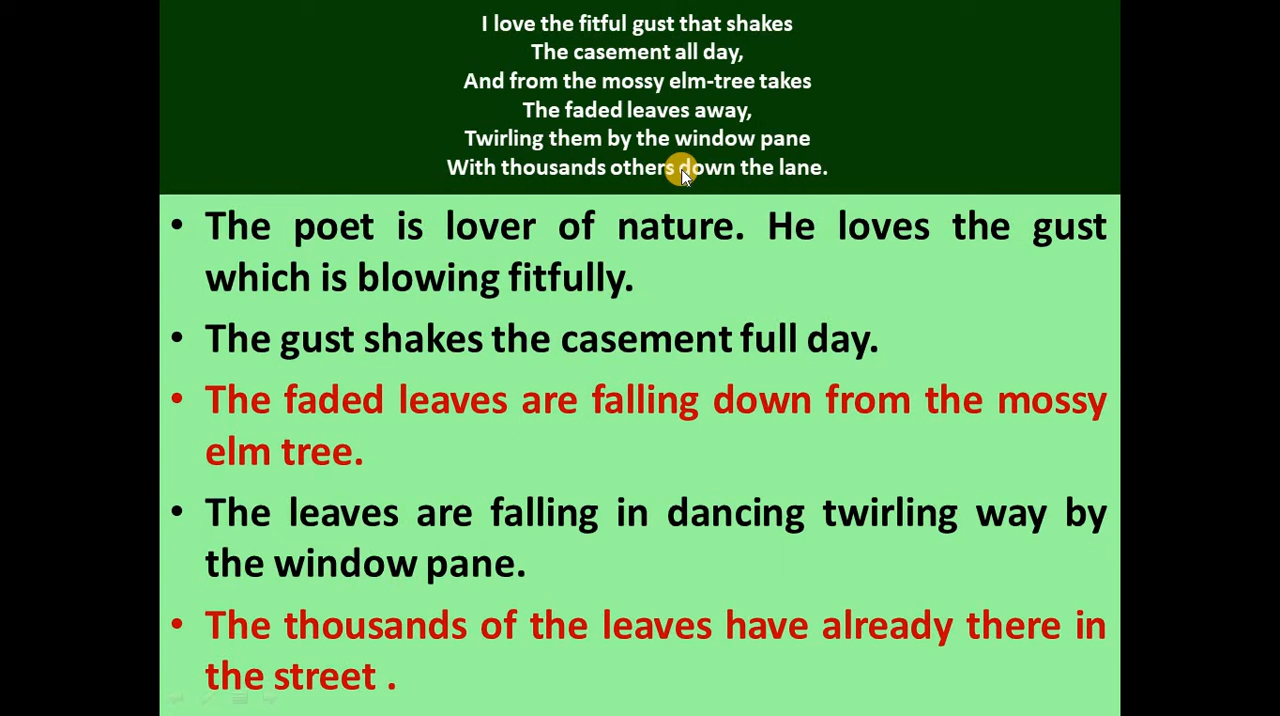 I love the fitful gust that shakes
The casement all day,
And from the mossy elm-tree takes
The faded leaves away,
Twirling them by the window pane
With thousands others down the lane.
• The poet is lover of nature. He loves the gust
which is blowing fitfully.
• The gust shakes the casement full day.
• The faded leaves are falling down from the mossy
elm tree.
• The leaves are falling in dancing twirling way by
the window pane.
• The thousands of the leaves have already there in
the street .